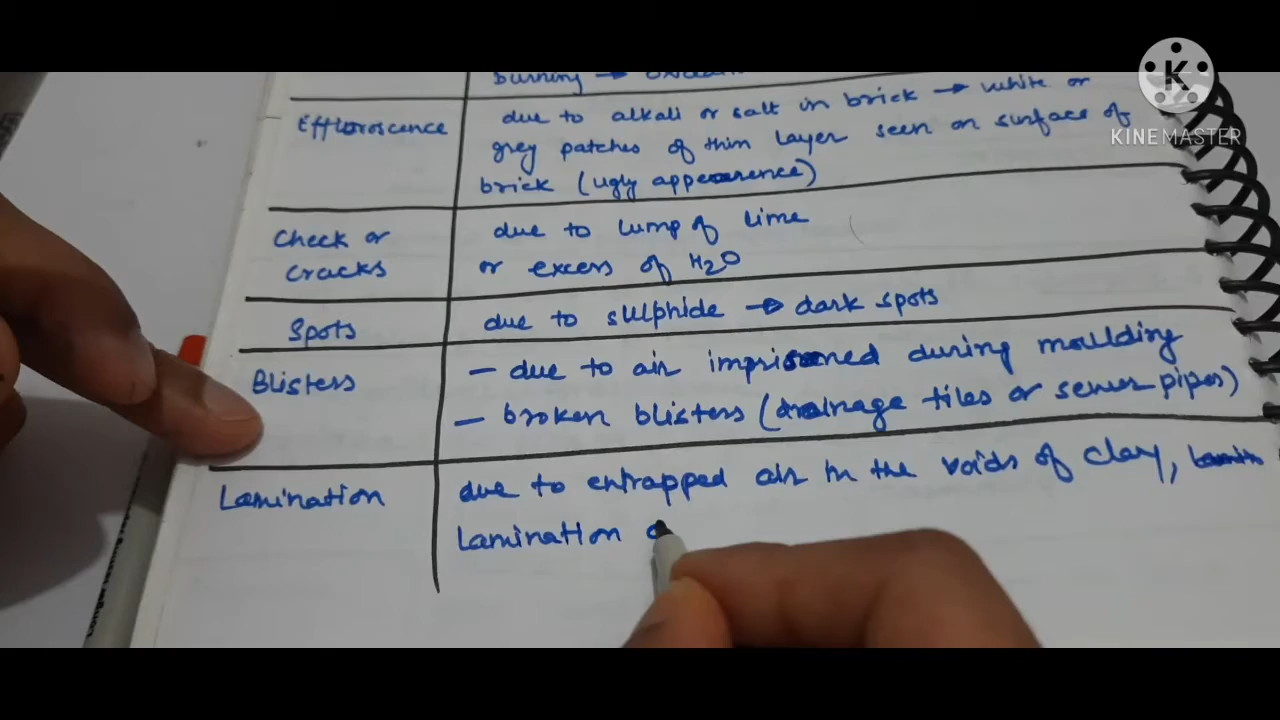 burning →
Effloroscence
due to alkali or salt in brick → white or
grey patches of thin layer seen on surface of
brick (ugly appearence)
Check or
cracks
due to lump of lime
or excess of H2O
Spots
due to sulphide → dark spots
Blisters
- due to air imprisoned during moulding
- broken blisters (drainage tiles or sewer pipes)
Lamination
due to entrapped air in the voids of clay,
Lamination
K
KINEMASTER